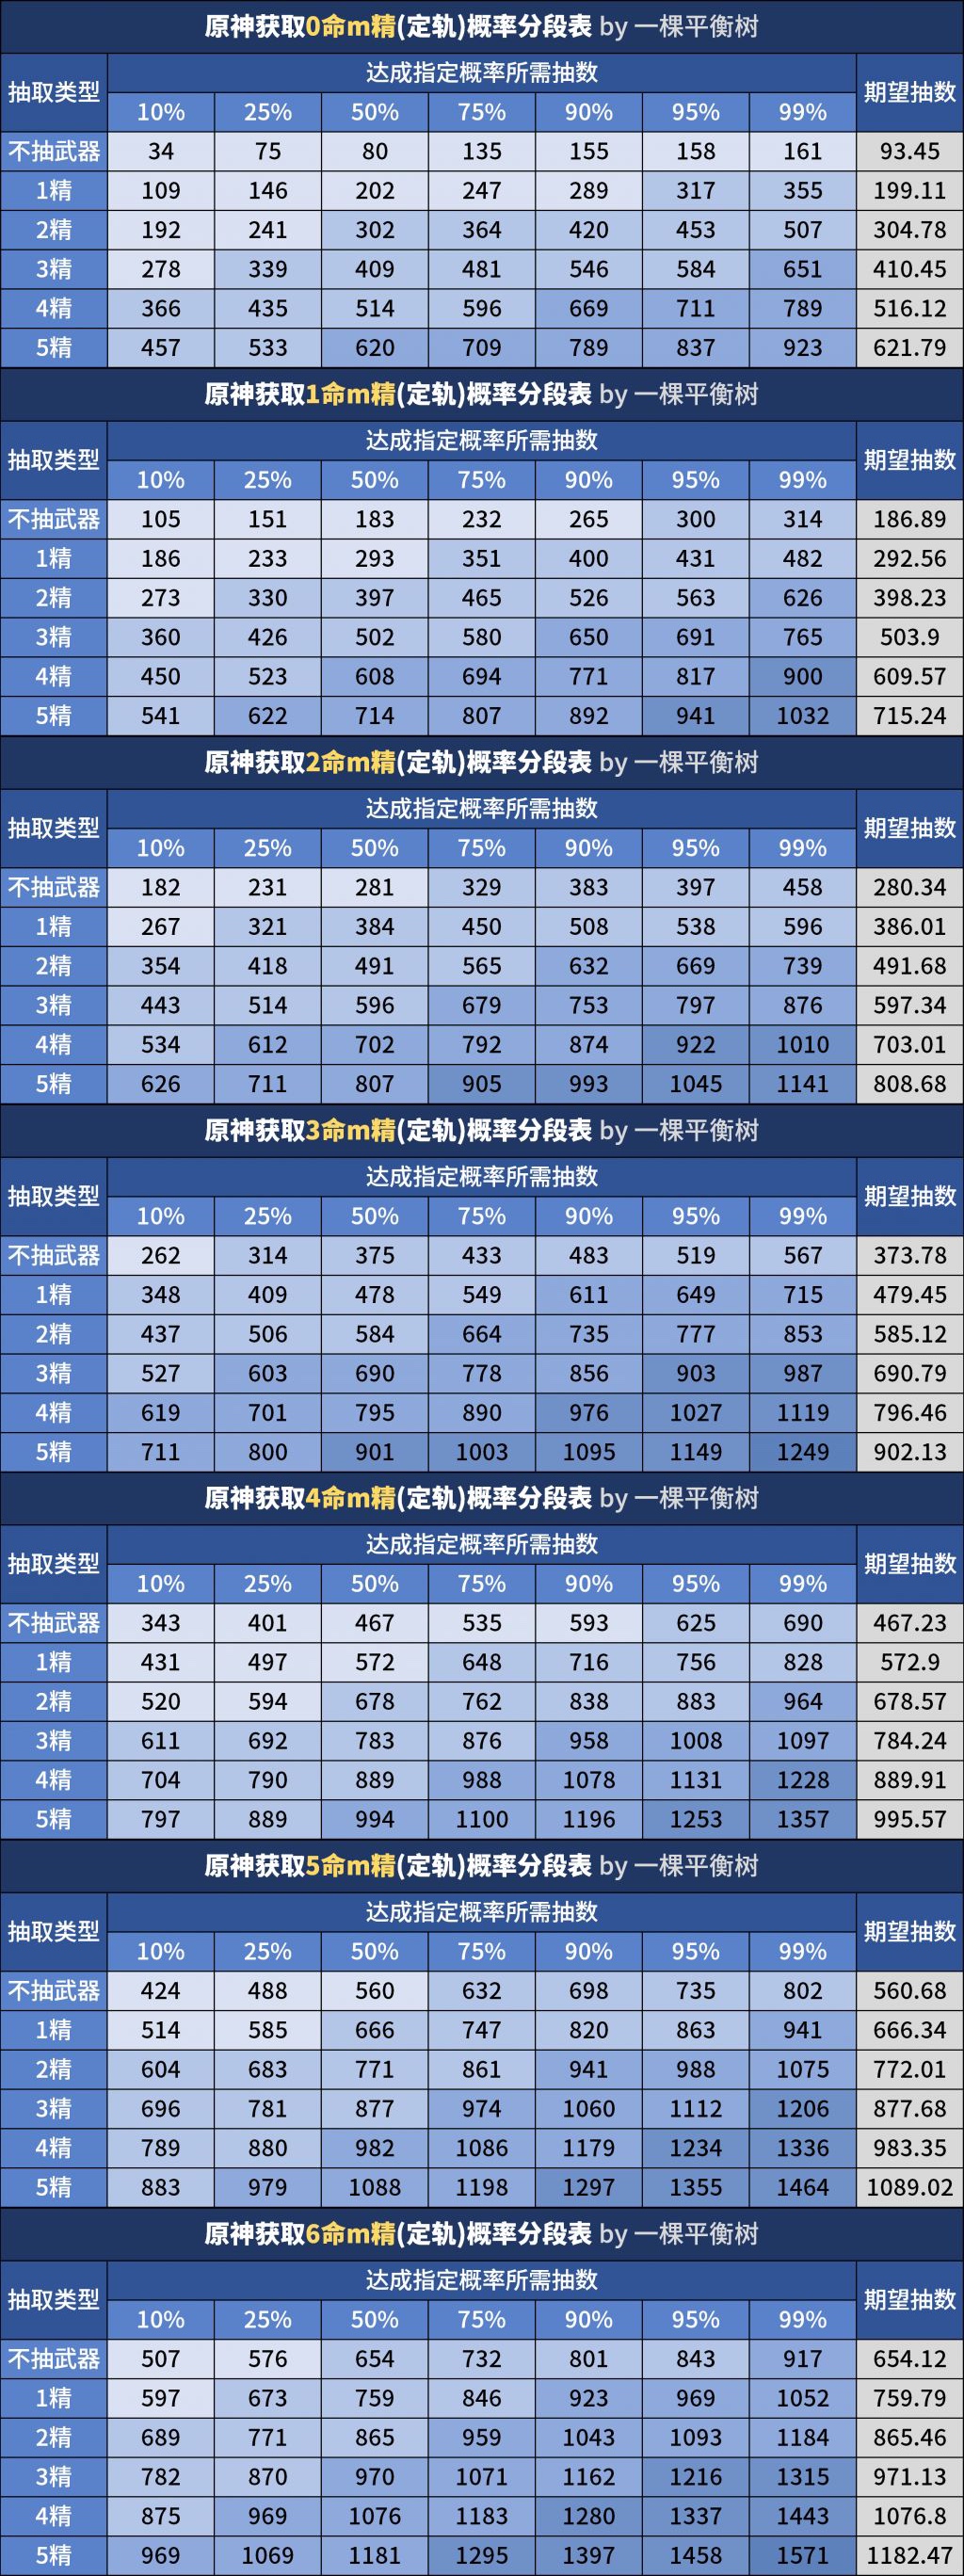 原神获取0命m精(定轨)概率分段表 by 一棵平衡树
抽取类型 达成指定概率所需抽数 期望抽数
10% 25% 50% 75% 90% 95% 99%
不抽武器 34 75 80 135 155 158 161 93.45
1精 109 146 202 247 289 317 355 199.11
2精 192 241 302 364 420 453 507 304.78
3精 278 339 409 481 546 584 651 410.45
4精 366 435 514 596 669 711 789 516.12
5精 457 533 620 709 789 837 923 621.79
原神获取1命m精(定轨)概率分段表 by 一棵平衡树
抽取类型 达成指定概率所需抽数 期望抽数
10% 25% 50% 75% 90% 95% 99%
不抽武器 105 151 183 232 265 300 314 186.89
1精 186 233 293 351 400 431 482 292.56
2精 273 330 397 465 526 563 626 398.23
3精 360 426 502 580 650 691 765 503.9
4精 450 523 608 694 771 817 900 609.57
5精 541 622 714 807 892 941 1032 715.24
原神获取2命m精(定轨)概率分段表 by 一棵平衡树
抽取类型 达成指定概率所需抽数 期望抽数
10% 25% 50% 75% 90% 95% 99%
不抽武器 182 231 281 329 383 397 458 280.34
1精 267 321 384 450 508 538 596 386.01
2精 354 418 491 565 632 669 739 491.68
3精 443 514 596 679 753 797 876 597.34
4精 534 612 702 792 874 922 1010 703.01
5精 626 711 807 905 993 1045 1141 808.68
原神获取3命m精(定轨)概率分段表 by 一棵平衡树
抽取类型 达成指定概率所需抽数 期望抽数
10% 25% 50% 75% 90% 95% 99%
不抽武器 262 314 375 433 483 519 567 373.78
1精 348 409 478 549 611 649 715 479.45
2精 437 506 584 664 735 777 853 585.12
3精 527 603 690 778 856 903 987 690.79
4精 619 701 795 890 976 1027 1119 796.46
5精 711 800 901 1003 1095 1149 1249 902.13
原神获取4命m精(定轨)概率分段表 by 一棵平衡树
抽取类型 达成指定概率所需抽数 期望抽数
10% 25% 50% 75% 90% 95% 99%
不抽武器 343 401 467 535 593 625 690 467.23
1精 431 497 572 648 716 756 828 572.9
2精 520 594 678 762 838 883 964 678.57
3精 611 692 783 876 958 1008 1097 784.24
4精 704 790 889 988 1078 1131 1228 889.91
5精 797 889 994 1100 1196 1253 1357 995.57
原神获取5命m精(定轨)概率分段表 by 一棵平衡树
抽取类型 达成指定概率所需抽数 期望抽数
10% 25% 50% 75% 90% 95% 99%
不抽武器 424 488 560 632 698 735 802 560.68
1精 514 585 666 747 820 863 941 666.34
2精 604 683 771 861 941 988 1075 772.01
3精 696 781 877 974 1060 1112 1206 877.68
4精 789 880 982 1086 1179 1234 1336 983.35
5精 883 979 1088 1198 1297 1355 1464 1089.02
原神获取6命m精(定轨)概率分段表 by 一棵平衡树
抽取类型 达成指定概率所需抽数 期望抽数
10% 25% 50% 75% 90% 95% 99%
不抽武器 507 576 654 732 801 843 917 654.12
1精 597 673 759 846 923 969 1052 759.79
2精 689 771 865 959 1043 1093 1184 865.46
3精 782 870 970 1071 1162 1216 1315 971.13
4精 875 969 1076 1183 1280 1337 1443 1076.8
5精 969 1069 1181 1295 1397 1458 1571 1182.47